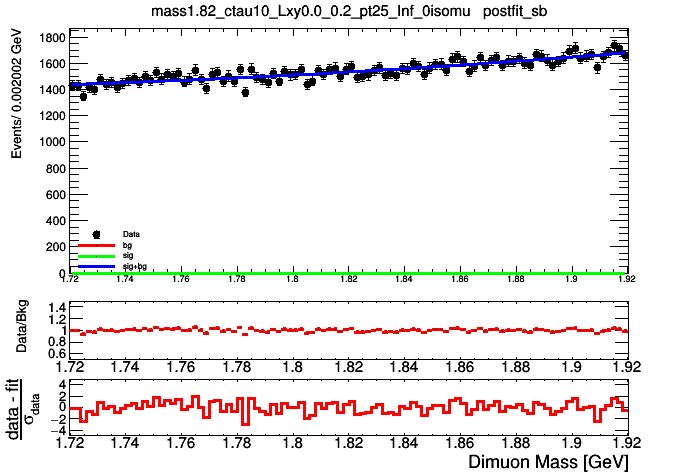 mass1.82_ctau10_Lxy0.0_0.2_pt25_Inf_0isomu postfit_sb
Events/ 0.002002 GeV
1800
1600
1400
1200
1000
800
600
400
200
0
Data
bg
sig
sig+bg
1.72 1.74 1.76 1.78 1.8 1.82 1.84 1.86 1.88 1.9 1.92
Data/Bkg
1.4
1.2
1
0.8
0.6
1.72 1.74 1.76 1.78 1.8 1.82 1.84 1.86 1.88 1.9 1.92
data - fit
σdata
4
2
0
−2
−4
1.72 1.74 1.76 1.78 1.8 1.82 1.84 1.86 1.88 1.9 1.92
Dimuon Mass [GeV]